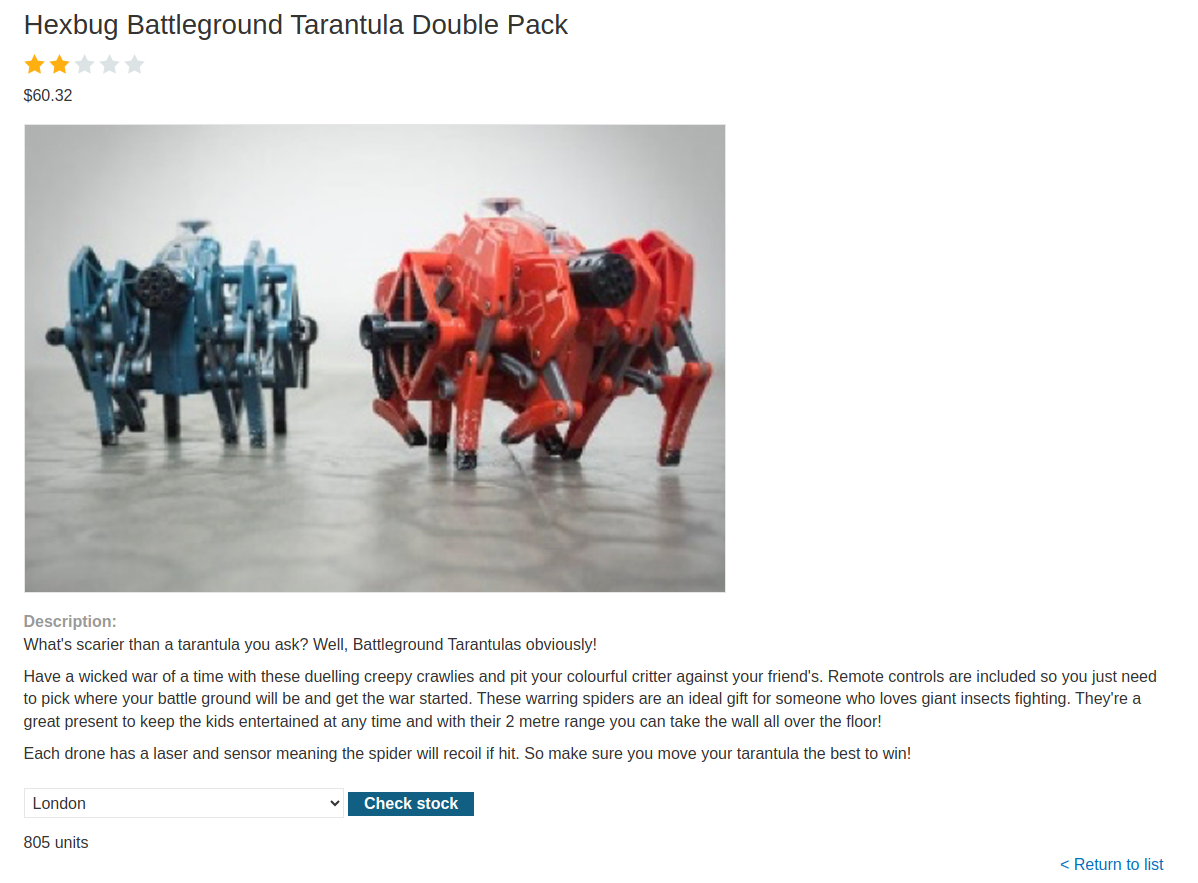 Hexbug Battleground Tarantula Double Pack
$60.32
Description:
What's scarier than a tarantula you ask? Well, Battleground Tarantulas obviously!
Have a wicked war of a time with these duelling creepy crawlies and pit your colourful critter against your friend's. Remote controls are included so you just need
to pick where your battle ground will be and get the war started. These warring spiders are an ideal gift for someone who loves giant insects fighting. They're a
great present to keep the kids entertained at any time and with their 2 metre range you can take the wall all over the floor!
Each drone has a laser and sensor meaning the spider will recoil if hit. So make sure you move your tarantula the best to win!
London
Check stock
805 units
< Return to list